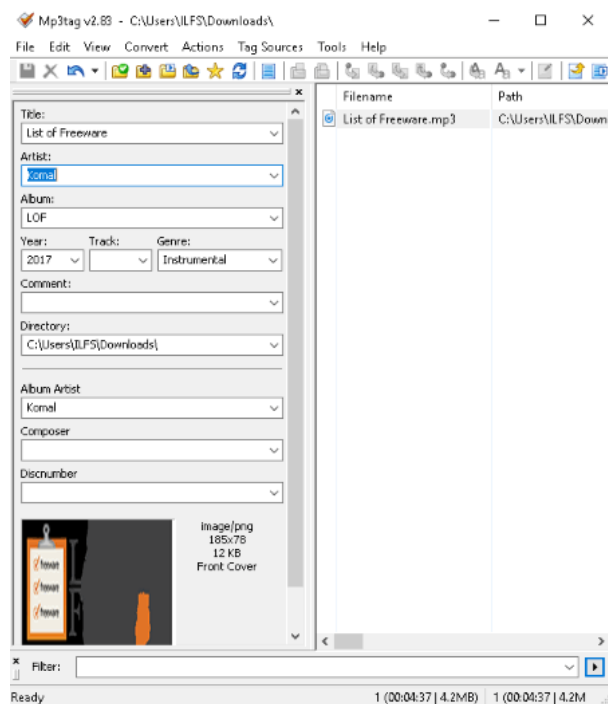 Mp3tag v2.83 - C:\Users\ILFS\Downloads\
File Edit View Convert Actions Tag Sources Tools Help
Filename Path
Title:
List of Freeware
List of Freeware.mp3 C:\Users\ILFS\Down
Artist:
Komal
Album:
LOF
Year: Track: Genre:
2017 Instrumental
Comment:
Directory:
C:\Users\ILFS\Downloads\
Album Artist
Komal
Composer
Discnumber
image/png
185x78
12 KB
Front Cover
freeware
freeware
freeware
Filter:
Ready 1 (00:04:37 | 4.2MB) 1 (00:04:37 | 4.2M